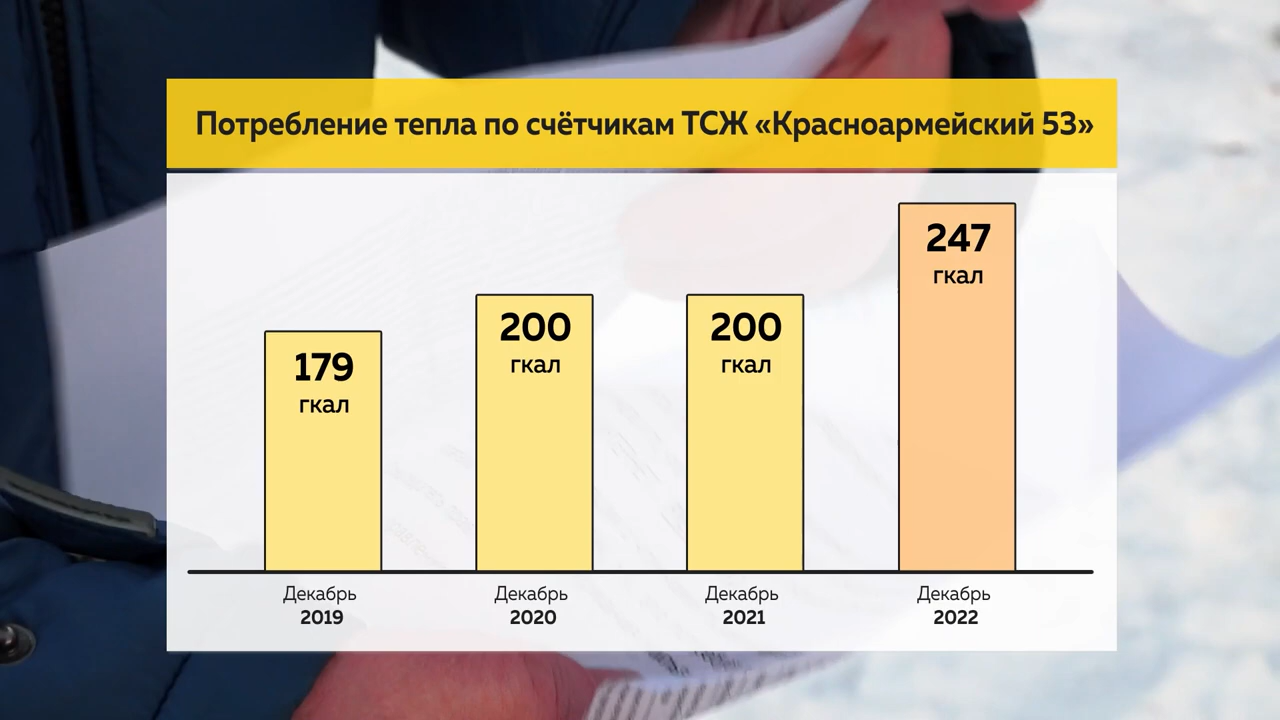 Потребление тепла по счётчикам ТСЖ «Красноармейский 53»
179
гкал
200
гкал
200
гкал
247
гкал
Декабрь
2019
Декабрь
2020
Декабрь
2021
Декабрь
2022